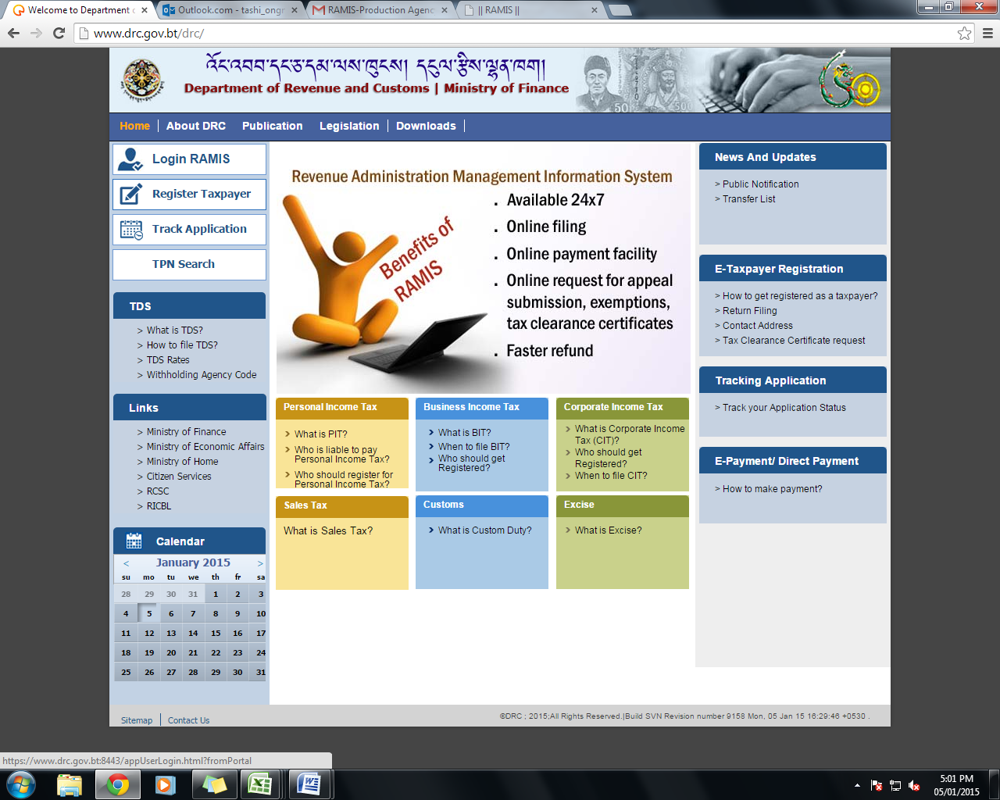 Welcome to Department
Outlook.com - tashi_ong
RAMIS-Production Agen
|| RAMIS ||
www.drc.gov.bt/drc/
འོང་འབབ་དང་ཅ་དམ་ལས་ཁུངས། དངུལ་རྩིས་ལྷན་ཁག།
Department of Revenue and Customs | Ministry of Finance
50
Home
About DRC
Publication
Legislation
Downloads
Login RAMIS
Register Taxpayer
Track Application
TPN Search
TDS
> What is TDS?
> How to file TDS?
> TDS Rates
> Withholding Agency Code
Links
> Ministry of Finance
> Ministry of Economic Affairs
> Ministry of Home
> Citizen Services
> RCSC
> RICBL
Calendar
< January 2015 >
su mo tu we th fr sa
28 29 30 31 1 2 3
4 5 6 7 8 9 10
11 12 13 14 15 16 17
18 19 20 21 22 23 24
25 26 27 28 29 30 31
Revenue Administration Management Information System
Benefits of
RAMIS
. Available 24x7
. Online filing
. Online payment facility
. Online request for appeal
submission, exemptions,
tax clearance certificates
. Faster refund
Personal Income Tax
What is PIT?
Who is liable to pay
Personal Income Tax?
Who should register for
Personal Income Tax?
Business Income Tax
What is BIT?
When to file BIT?
Who should get
Registered?
Corporate Income Tax
What is Corporate Income
Tax (CIT)?
Who should get
Registered?
When to file CIT?
Sales Tax
What is Sales Tax?
Customs
What is Custom Duty?
Excise
What is Excise?
News And Updates
> Public Notification
> Transfer List
E-Taxpayer Registration
> How to get registered as a taxpayer?
> Return Filing
> Contact Address
> Tax Clearance Certificate request
Tracking Application
> Track your Application Status
E-Payment/ Direct Payment
> How to make payment?
Sitemap
Contact Us
©DRC ; 2015;All Rights Reserved.|Build SVN Revision number 9158 Mon, 05 Jan 15 16:29:46 +0530 .
https://www.drc.gov.bt:8443/appUserLogin.html?fromPortal
5:01 PM
05/01/2015